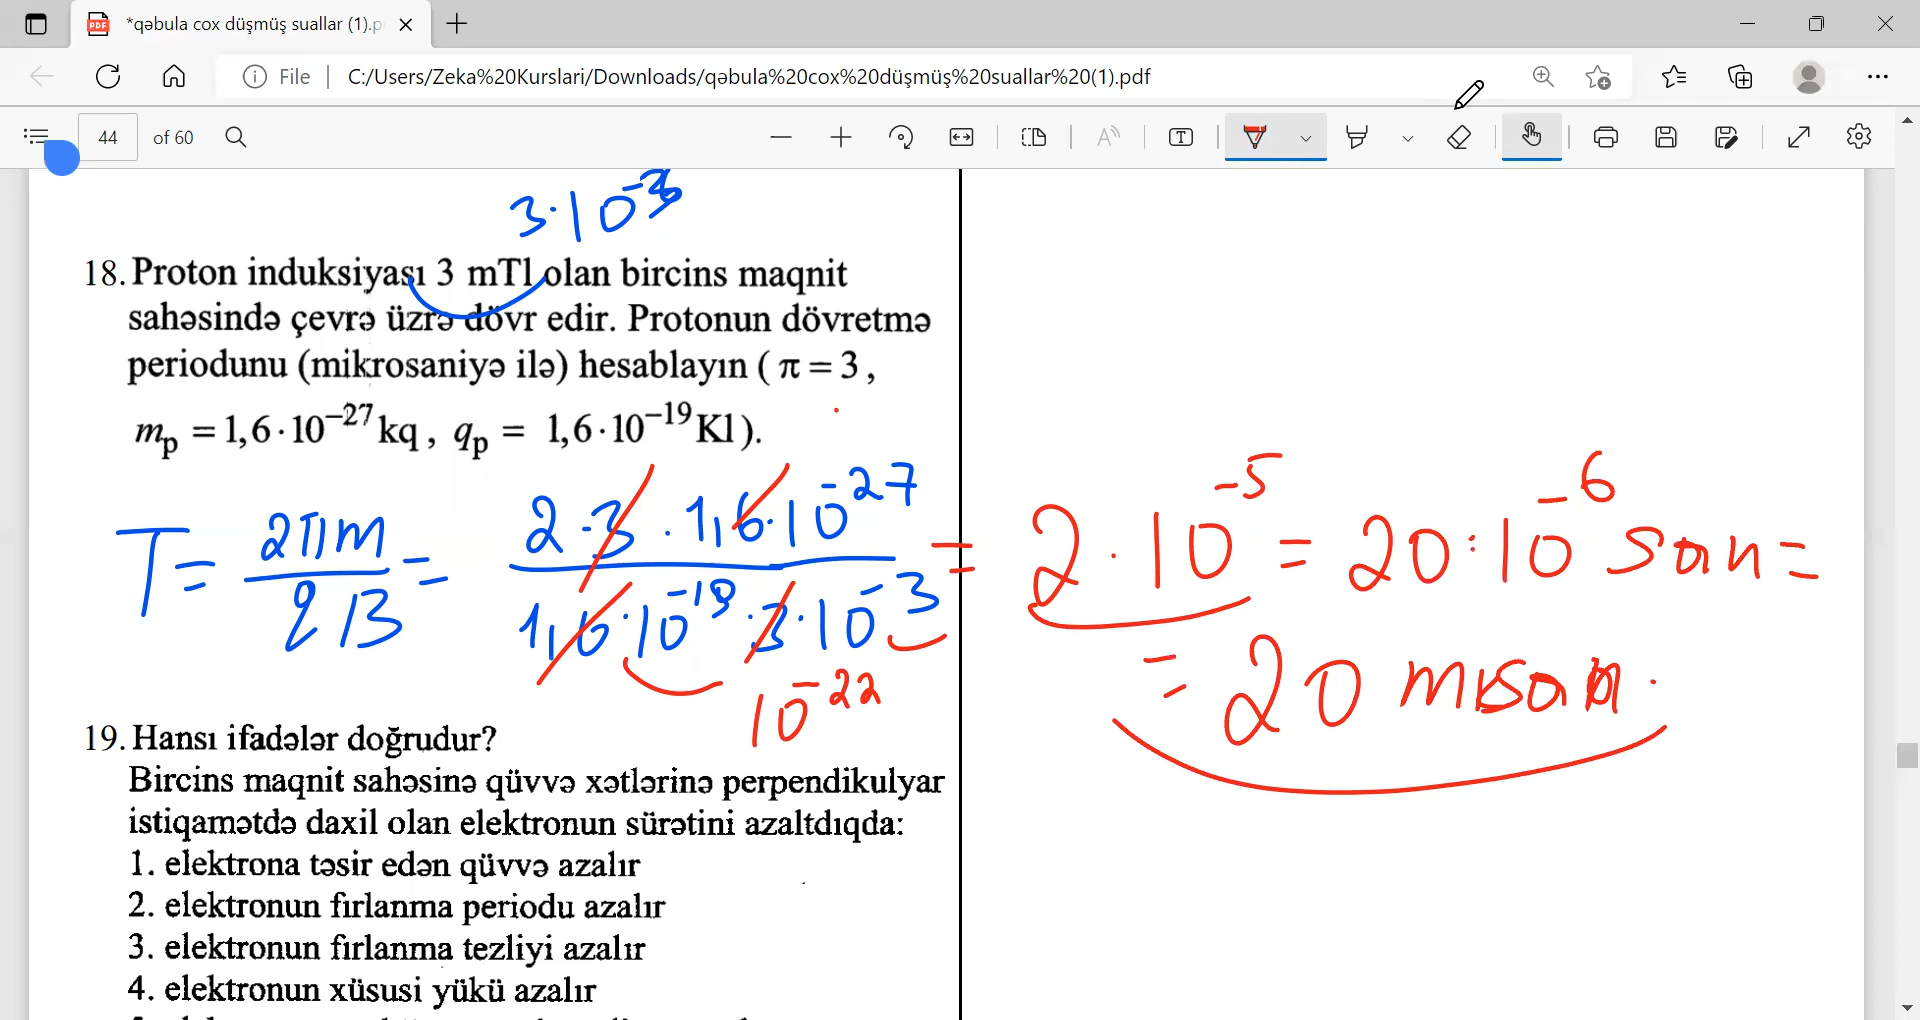 *qəbula cox düşmüş suallar (1).p
File C:/Users/Zeka%20Kurslari/Downloads/qəbula%20cox%20düşmüş%20suallar%20(1).pdf
44 of 60
3·10⁻³
18. Proton induksiyası 3 mTl olan bircins maqnit
sahəsində çevrə üzrə dövr edir. Protonun dövretmə
periodunu (mikrosaniyə ilə) hesablayın ( π = 3 ,
mₚ = 1,6·10⁻²⁷ kq , qₚ = 1,6·10⁻¹⁹ Kl ).
T = 2πm / qB = 2·3·1,6·10⁻²⁷ / 1,6·10⁻¹⁹·3·10⁻³ = 2·10⁻⁵ = 20·10⁻⁶ san =
10⁻²²
= 20 mksan.
19. Hansı ifadələr doğrudur?
Bircins maqnit sahəsinə qüvvə xətlərinə perpendikulyar
istiqamətdə daxil olan elektronun sürətini azaltdıqda:
1. elektrona təsir edən qüvvə azalır
2. elektronun fırlanma periodu azalır
3. elektronun fırlanma tezliyi azalır
4. elektronun xüsusi yükü azalır